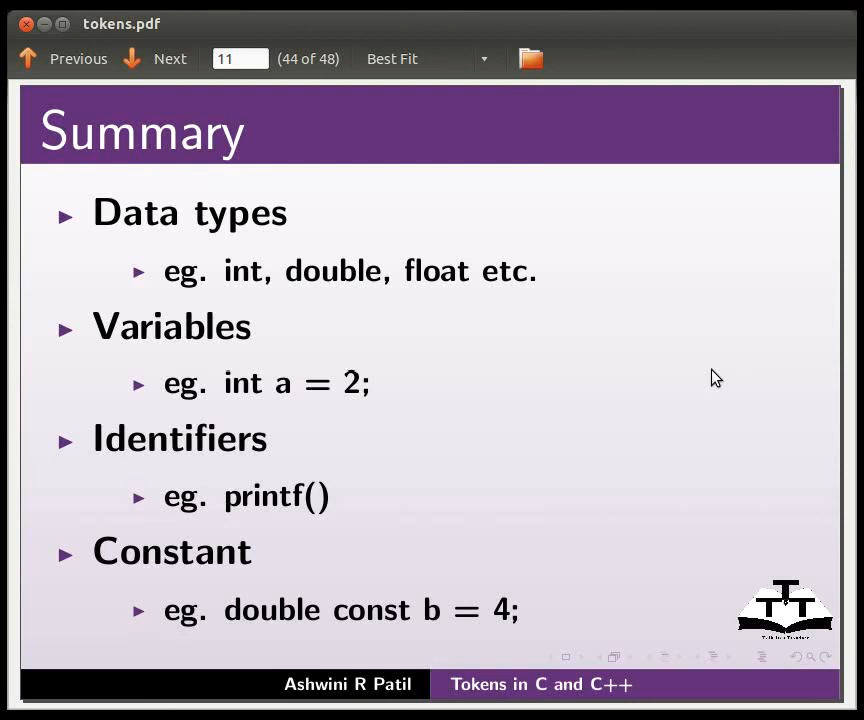 tokens.pdf
Previous Next 11 (44 of 48) Best Fit
Summary
Data types
eg. int, double, float etc.
Variables
eg. int a = 2;
Identifiers
eg. printf()
Constant
eg. double const b = 4;
TTT
Ashwini R Patil Tokens in C and C++